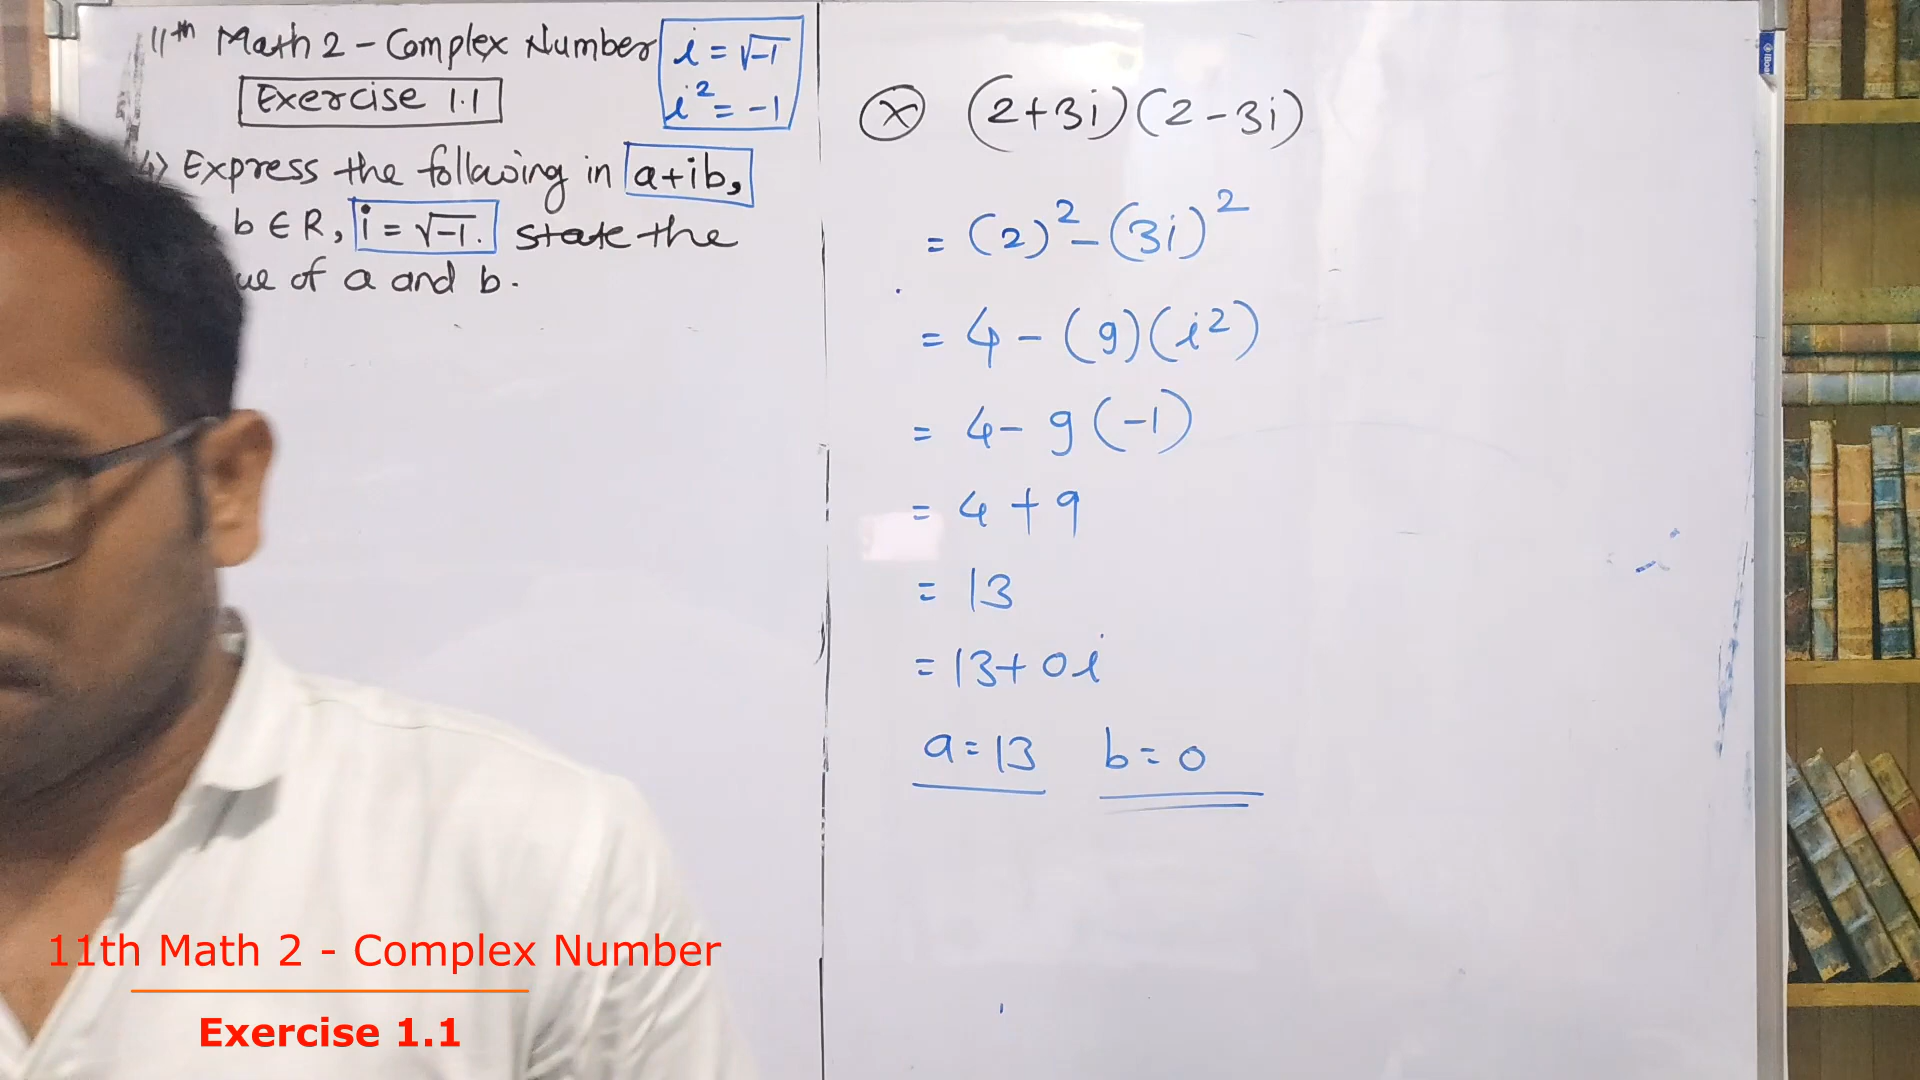 11th Math 2 - Complex Number
Exercise 1.1
i = √-1
i² = -1
4) Express the following in a+ib,
b ∈ R, i = √-1. state the
of a and b.
(x) (2+3i)(2-3i)
= (2)² - (3i)²
= 4 - (9)(i²)
= 4 - 9(-1)
= 4 + 9
= 13
= 13 + 0i
a = 13 b = 0
11th Math 2 - Complex Number
Exercise 1.1